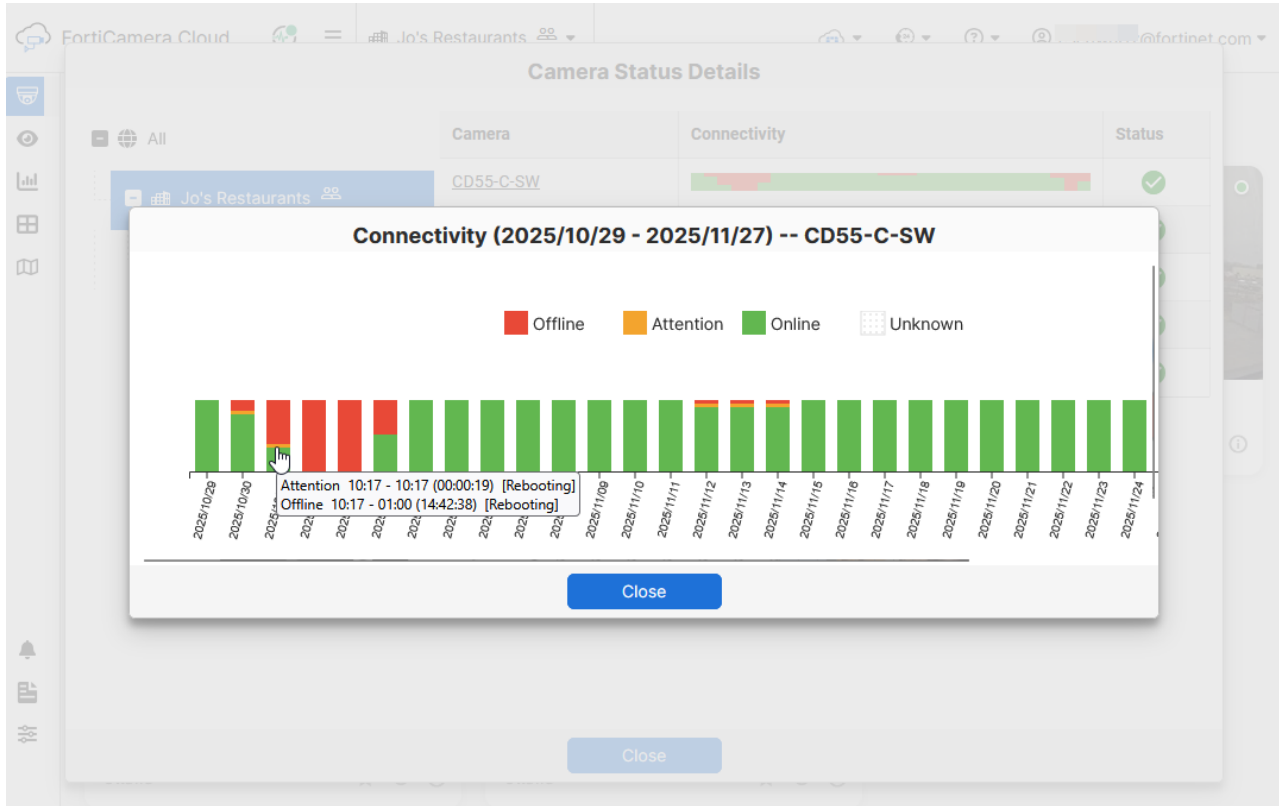 FortiCamera Cloud
Jo's Restaurants
@fortinet.com
Camera Status Details
All
Camera
Connectivity
Status
Jo's Restaurants
CD55-C-SW
Connectivity (2025/10/29 - 2025/11/27) -- CD55-C-SW
Offline
Attention
Online
Unknown
Attention 10:17 - 10:17 (00:00:19) [Rebooting]
Offline 10:17 - 01:00 (14:42:38) [Rebooting]
2025/10/29
2025/10/30
2025/11/09
2025/11/10
2025/11/11
2025/11/12
2025/11/13
2025/11/14
2025/11/15
2025/11/16
2025/11/17
2025/11/18
2025/11/19
2025/11/20
2025/11/21
2025/11/22
2025/11/23
2025/11/24
Close
Close